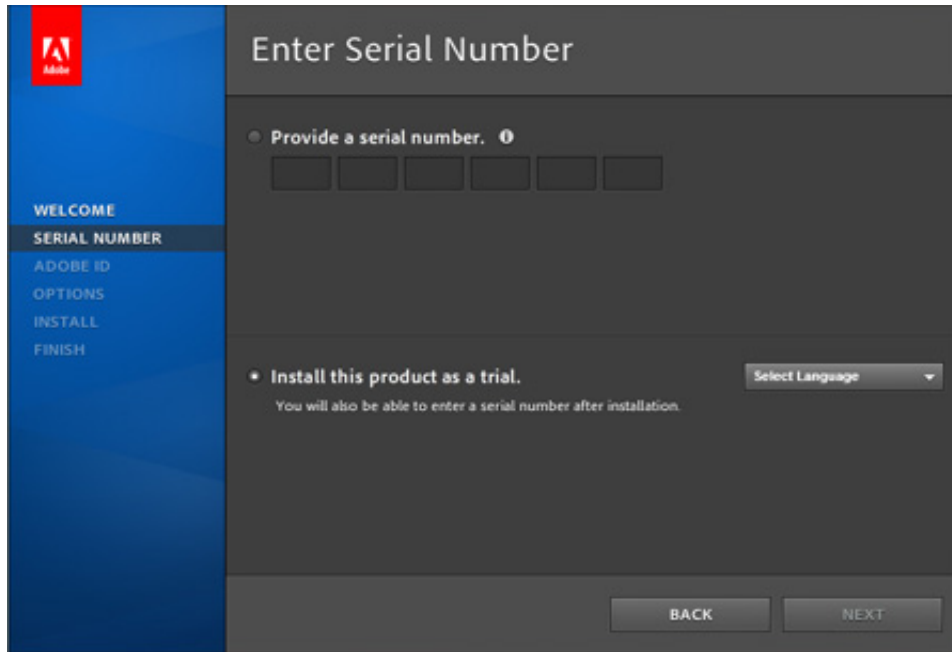 Adobe
Enter Serial Number
WELCOME
SERIAL NUMBER
ADOBE ID
OPTIONS
INSTALL
FINISH
Provide a serial number.
Install this product as a trial.
Select Language
You will also be able to enter a serial number after installation.
BACK
NEXT